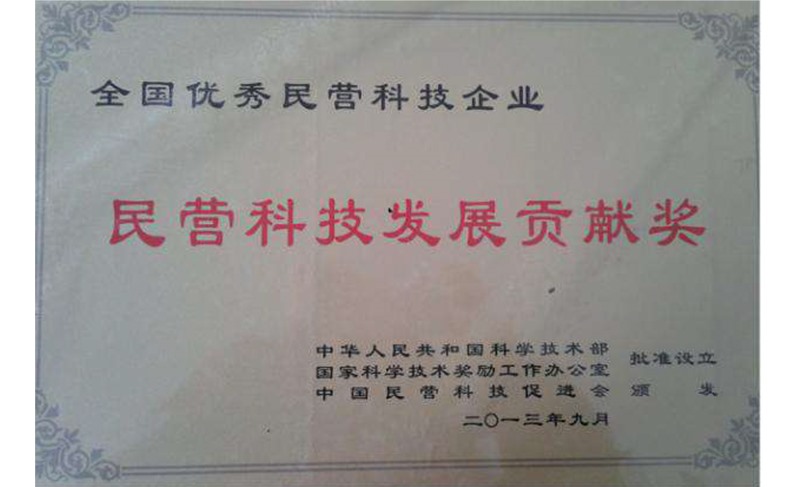 全国优秀民营科技企业
民营科技发展贡献奖
中华人民共和国科学技术部
国家科学技术奖励工作办公室 批准设立
中国民营科技促进会 颁发
二〇一三年九月